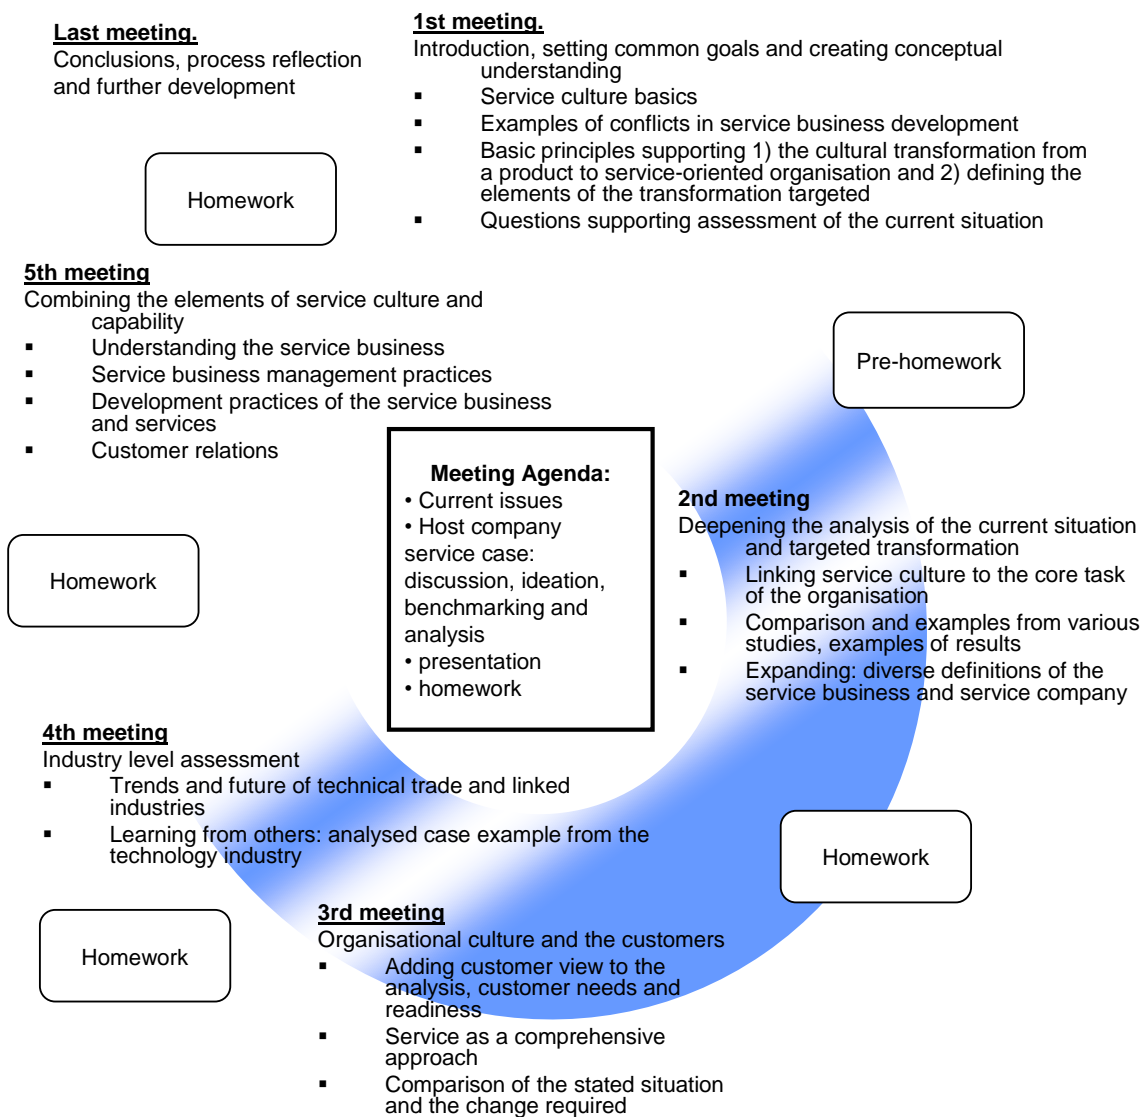 Last meeting.
Conclusions, process reflection
and further development
1st meeting.
Introduction, setting common goals and creating conceptual
understanding
▪ Service culture basics
▪ Examples of conflicts in service business development
▪ Basic principles supporting 1) the cultural transformation from
a product to service-oriented organisation and 2) defining the
elements of the transformation targeted
▪ Questions supporting assessment of the current situation
Homework
5th meeting
Combining the elements of service culture and
capability
▪ Understanding the service business
▪ Service business management practices
▪ Development practices of the service business
and services
▪ Customer relations
Pre-homework
Meeting Agenda:
• Current issues
• Host company
service case:
discussion, ideation,
benchmarking and
analysis
• presentation
• homework
2nd meeting
Deepening the analysis of the current situation
and targeted transformation
▪ Linking service culture to the core task
of the organisation
▪ Comparison and examples from various
studies, examples of results
▪ Expanding: diverse definitions of the
service business and service company
Homework
4th meeting
Industry level assessment
▪ Trends and future of technical trade and linked
industries
▪ Learning from others: analysed case example from the
technology industry
Homework
Homework
3rd meeting
Organisational culture and the customers
▪ Adding customer view to the
analysis, customer needs and
readiness
▪ Service as a comprehensive
approach
▪ Comparison of the stated situation
and the change required